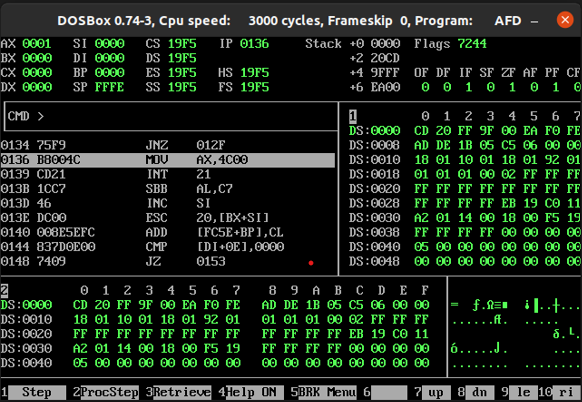 DOSBox 0.74-3, Cpu speed: 3000 cycles, Frameskip 0, Program: AFD
AX 0001 SI 0000 CS 19F5 IP 0136 Stack +0 0000 Flags 7244
BX 0000 DI 0000 DS 19F5 +2 20CD
CX 0000 BP 0000 ES 19F5 HS 19F5 +4 9FFF OF DF IF SF ZF AF PF CF
DX 0000 SP FFFE SS 19F5 FS 19F5 +6 EA00 0 0 1 0 1 0 1 0
CMD >
1 0 1 2 3 4 5 6 7
DS:0000 CD 20 FF 9F 00 EA F0 FE
DS:0008 AD DE 1B 05 C5 06 00 00
DS:0010 18 01 10 01 18 01 92 01
DS:0018 01 01 01 00 02 FF FF FF
DS:0020 FF FF FF FF FF FF FF FF
DS:0028 FF FF FF FF EB 19 C0 11
DS:0030 A2 01 14 00 18 00 F5 19
DS:0038 FF FF FF FF 00 00 00 00
DS:0040 05 00 00 00 00 00 00 00
DS:0048 00 00 00 00 00 00 00 00
0134 75F9 JNZ 012F
0136 B8004C MOV AX,4C00
0139 CD21 INT 21
013B 1CC7 SBB AL,C7
013D 46 INC SI
013E DC00 ESC 20,[BX+SI]
0140 008E5EFC ADD [FC5E+BP],CL
0144 837D0E00 CMP [DI+0E],0000
0148 7409 JZ 0153
2 0 1 2 3 4 5 6 7 8 9 A B C D E F
DS:0000 CD 20 FF 9F 00 EA F0 FE AD DE 1B 05 C5 06 00 00
DS:0010 18 01 10 01 18 01 92 01 01 01 01 00 02 FF FF FF
DS:0020 FF FF FF FF FF FF FF FF FF FF FF FF EB 19 C0 11
DS:0030 A2 01 14 00 18 00 F5 19 FF FF FF FF 00 00 00 00
DS:0040 05 00 00 00 00 00 00 00 00 00 00 00 00 00 00 00
1 Step 2ProcStep 3Retrieve 4Help ON 5BRK Menu 6 7 up 8 dn 9 le 10 ri